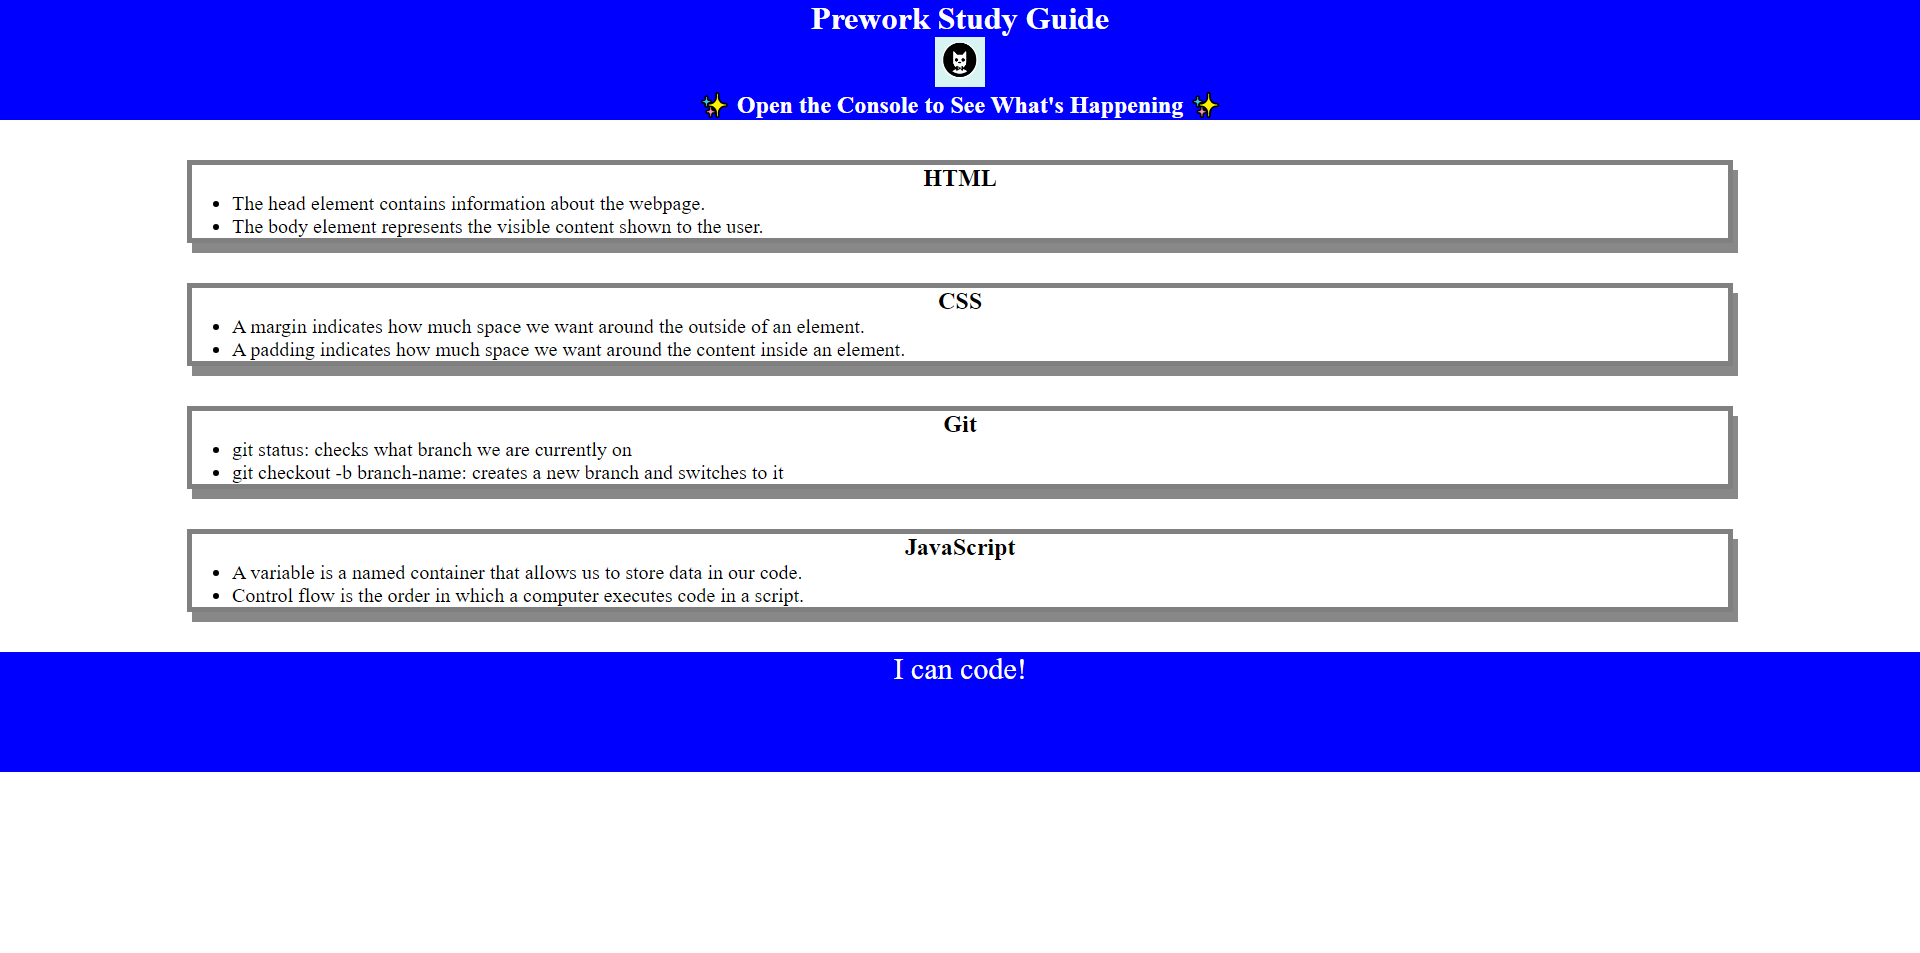 Prework Study Guide
✨ Open the Console to See What's Happening ✨
HTML
• The head element contains information about the webpage.
• The body element represents the visible content shown to the user.
CSS
• A margin indicates how much space we want around the outside of an element.
• A padding indicates how much space we want around the content inside an element.
Git
• git status: checks what branch we are currently on
• git checkout -b branch-name: creates a new branch and switches to it
JavaScript
• A variable is a named container that allows us to store data in our code.
• Control flow is the order in which a computer executes code in a script.
I can code!